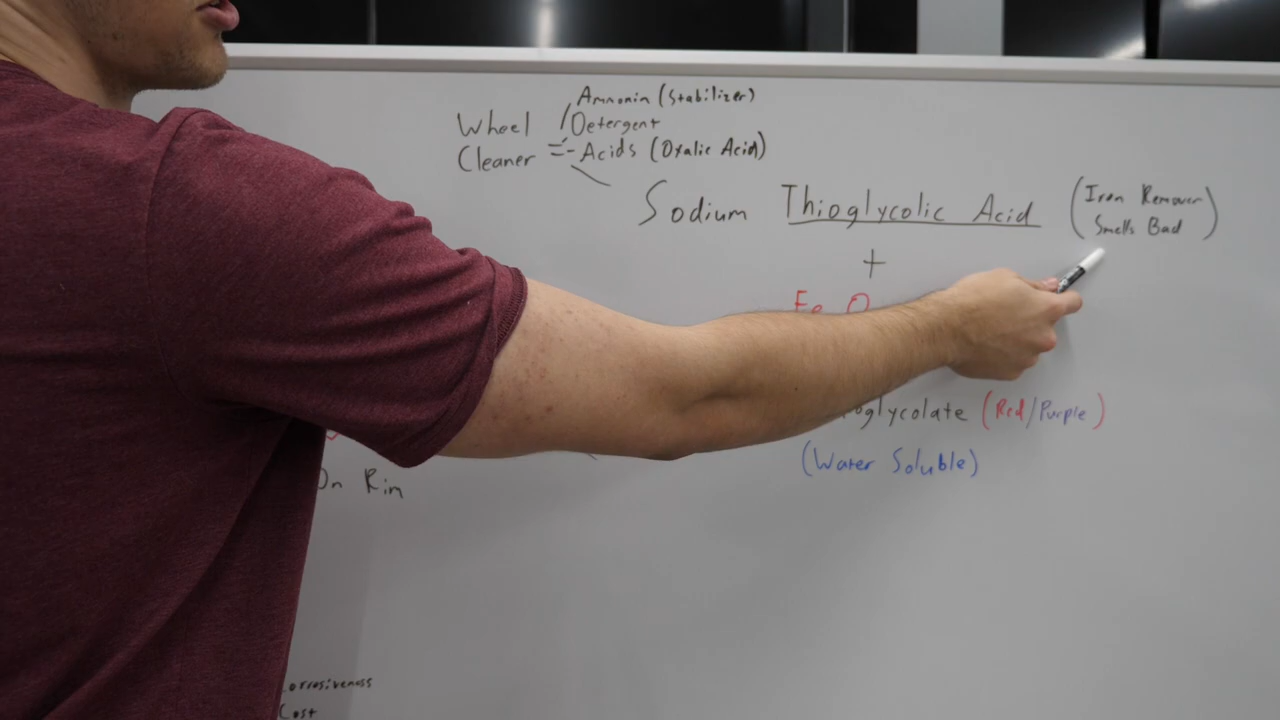 Ammonia (Stabilizer)
Wheel / Detergent
Cleaner =- Acids (Oxalic Acid)
Sodium Thioglycolic Acid (Iron Remover
Smells Bad)
+
Fe O
oglycolate (Red/Purple)
(Water Soluble)
On Rim
orrosiveness
Cost